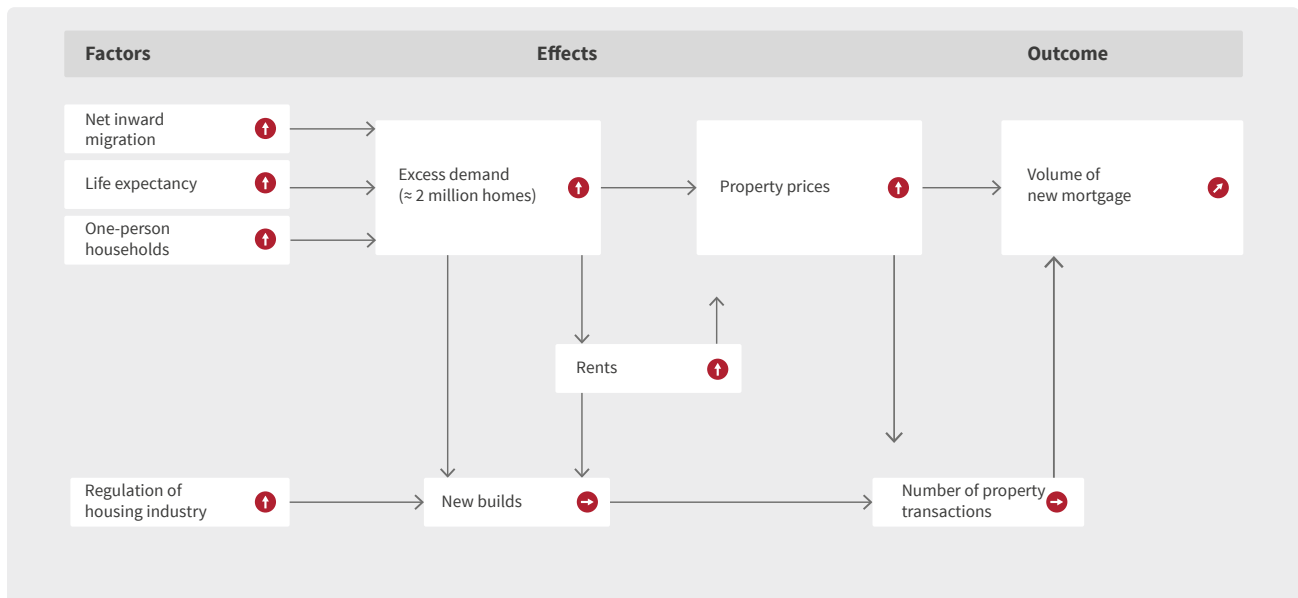 Factors
Effects
Outcome
Net inward
migration
Life expectancy
One-person
households
Excess demand
(≈ 2 million homes)
Property prices
Volume of
new mortgage
Rents
Regulation of
housing industry
New builds
Number of property
transactions